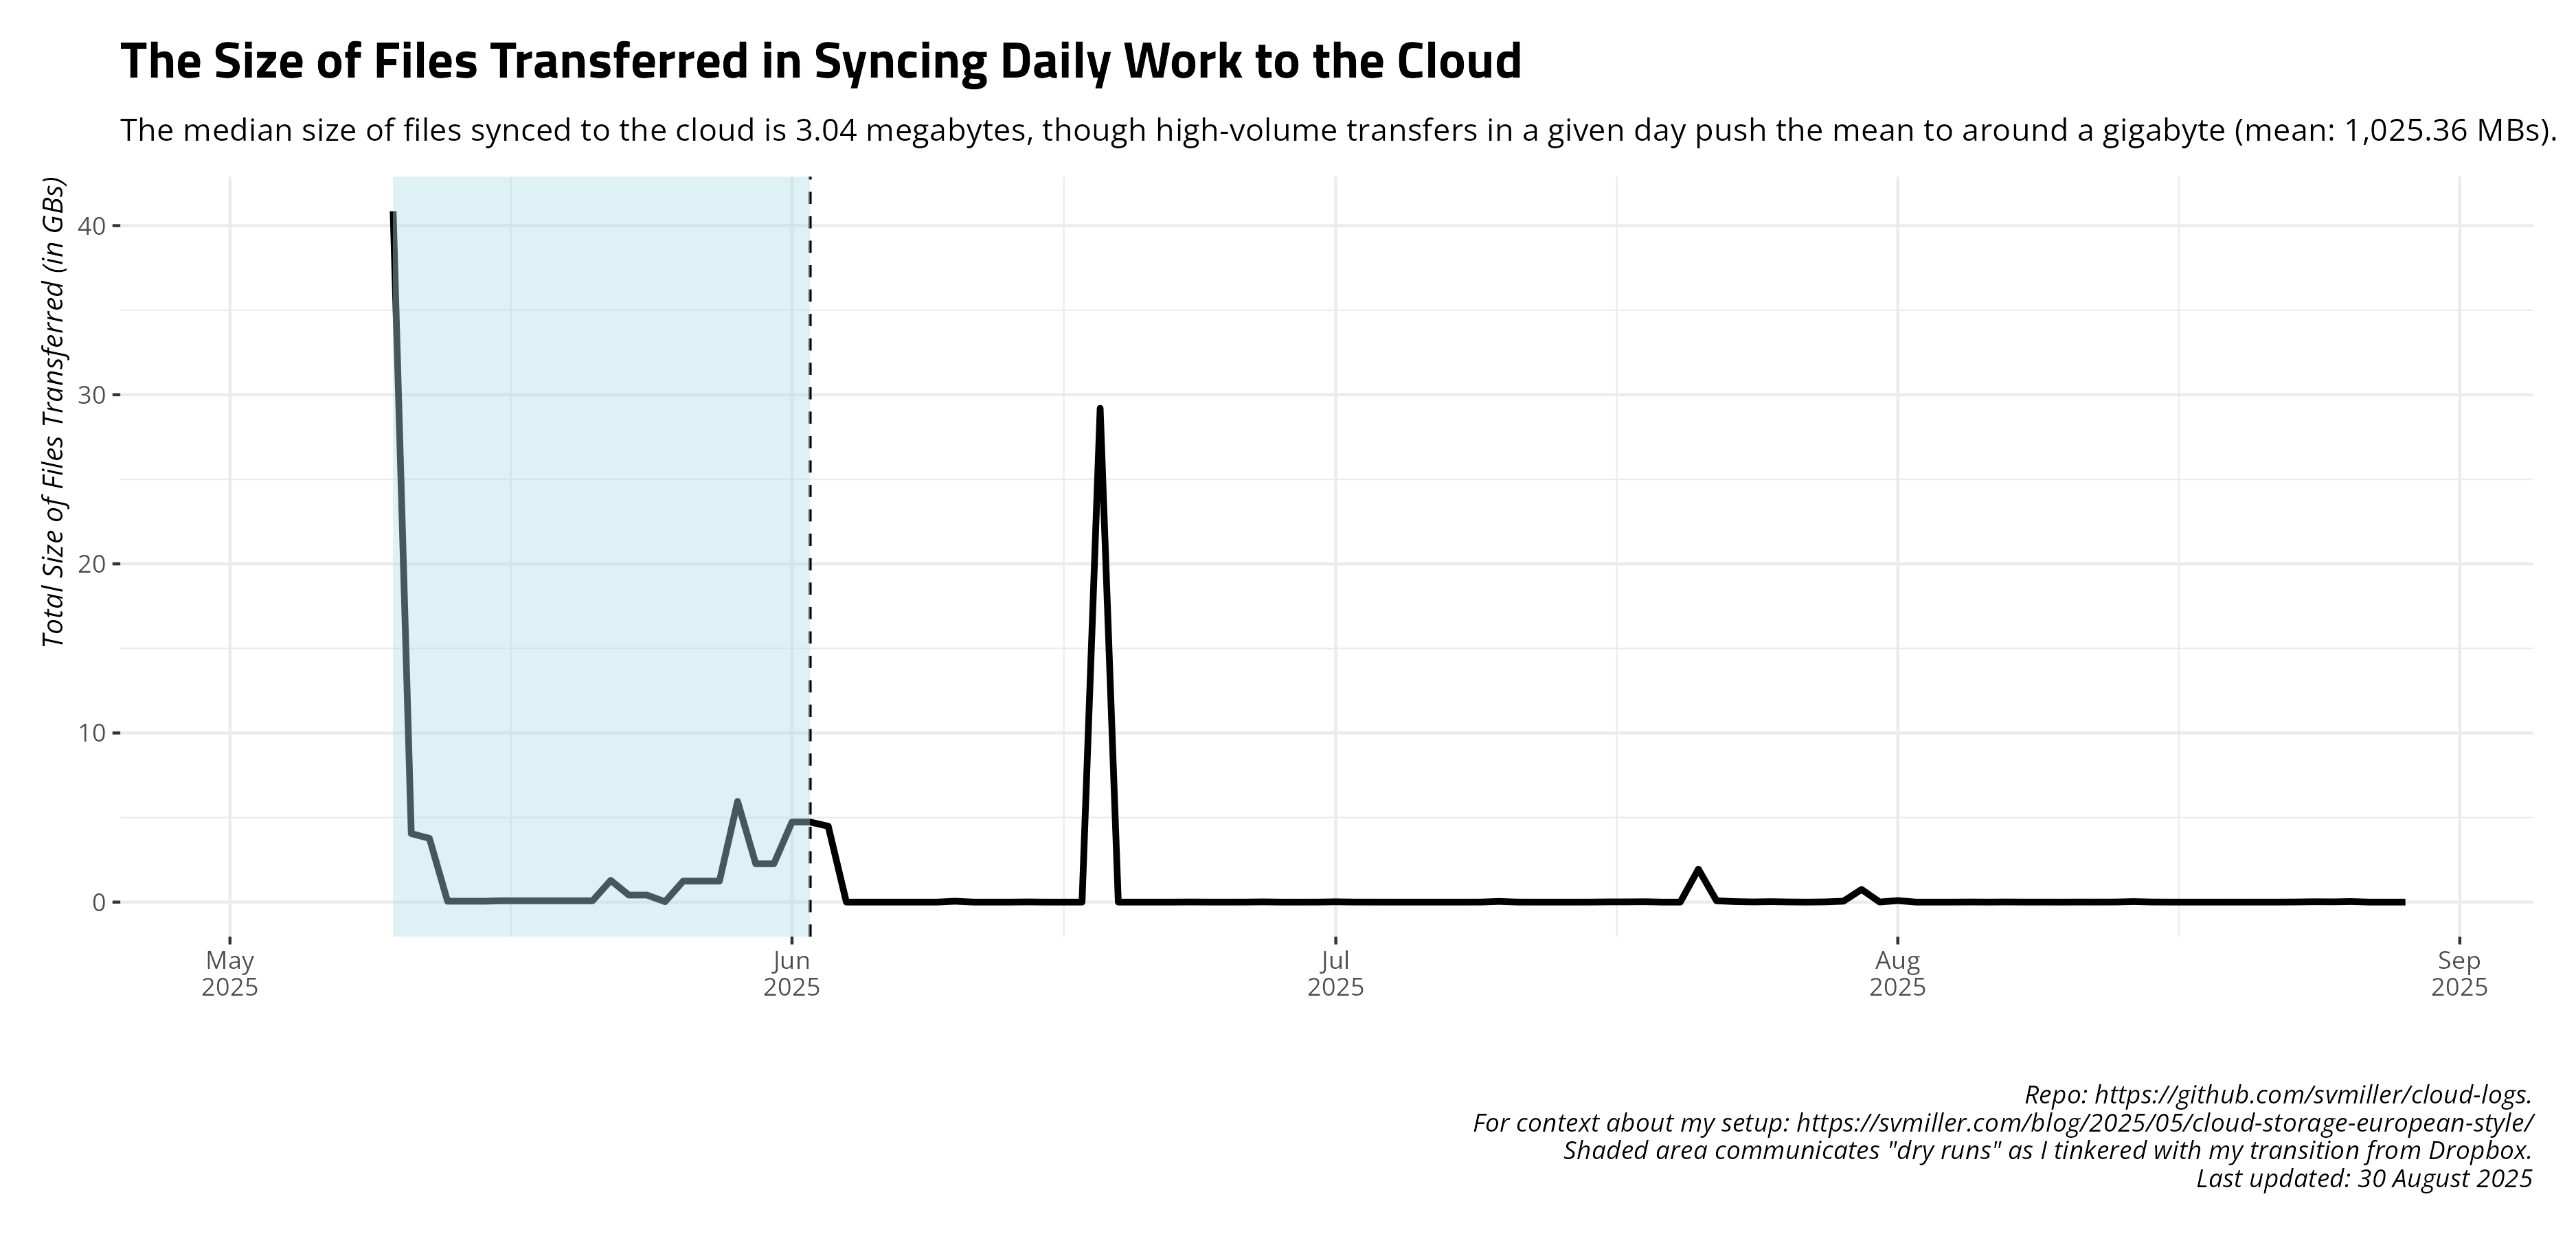 The Size of Files Transferred in Syncing Daily Work to the Cloud
The median size of files synced to the cloud is 3.04 megabytes, though high-volume transfers in a given day push the mean to around a gigabyte (mean: 1,025.36 MBs).
Total Size of Files Transferred (in GBs)
40
30
20
10
0
May
2025
Jun
2025
Jul
2025
Aug
2025
Sep
2025
Repo: https://github.com/svmiller/cloud-logs.
For context about my setup: https://svmiller.com/blog/2025/05/cloud-storage-european-style/
Shaded area communicates "dry runs" as I tinkered with my transition from Dropbox.
Last updated: 30 August 2025